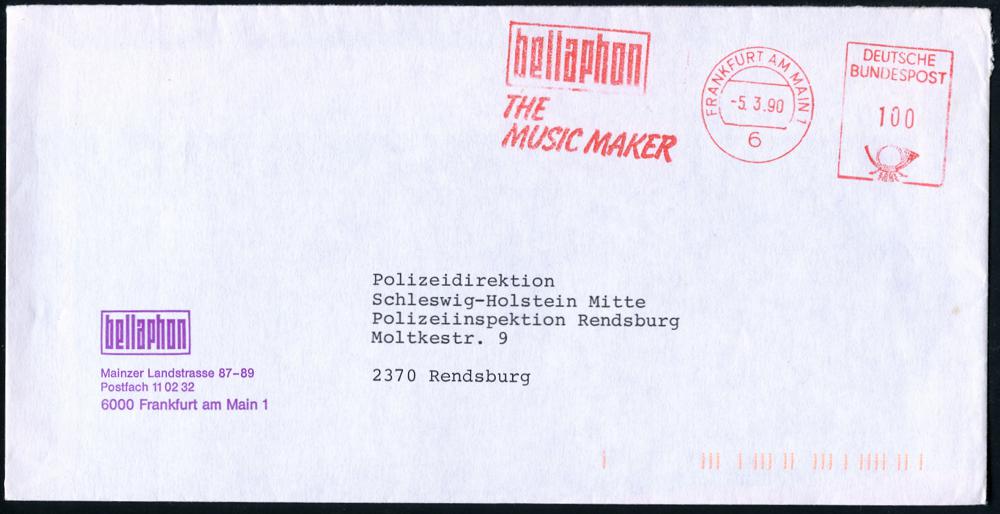 bellaphon
THE
MUSIC MAKER
FRANKFURT AM MAIN 1
-5.3.90
6
DEUTSCHE
BUNDESPOST
100
Polizeidirektion
Schleswig-Holstein Mitte
Polizeiinspektion Rendsburg
Moltkestr. 9
2370 Rendsburg
bellaphon
Mainzer Landstrasse 87-89
Postfach 11 02 32
6000 Frankfurt am Main 1